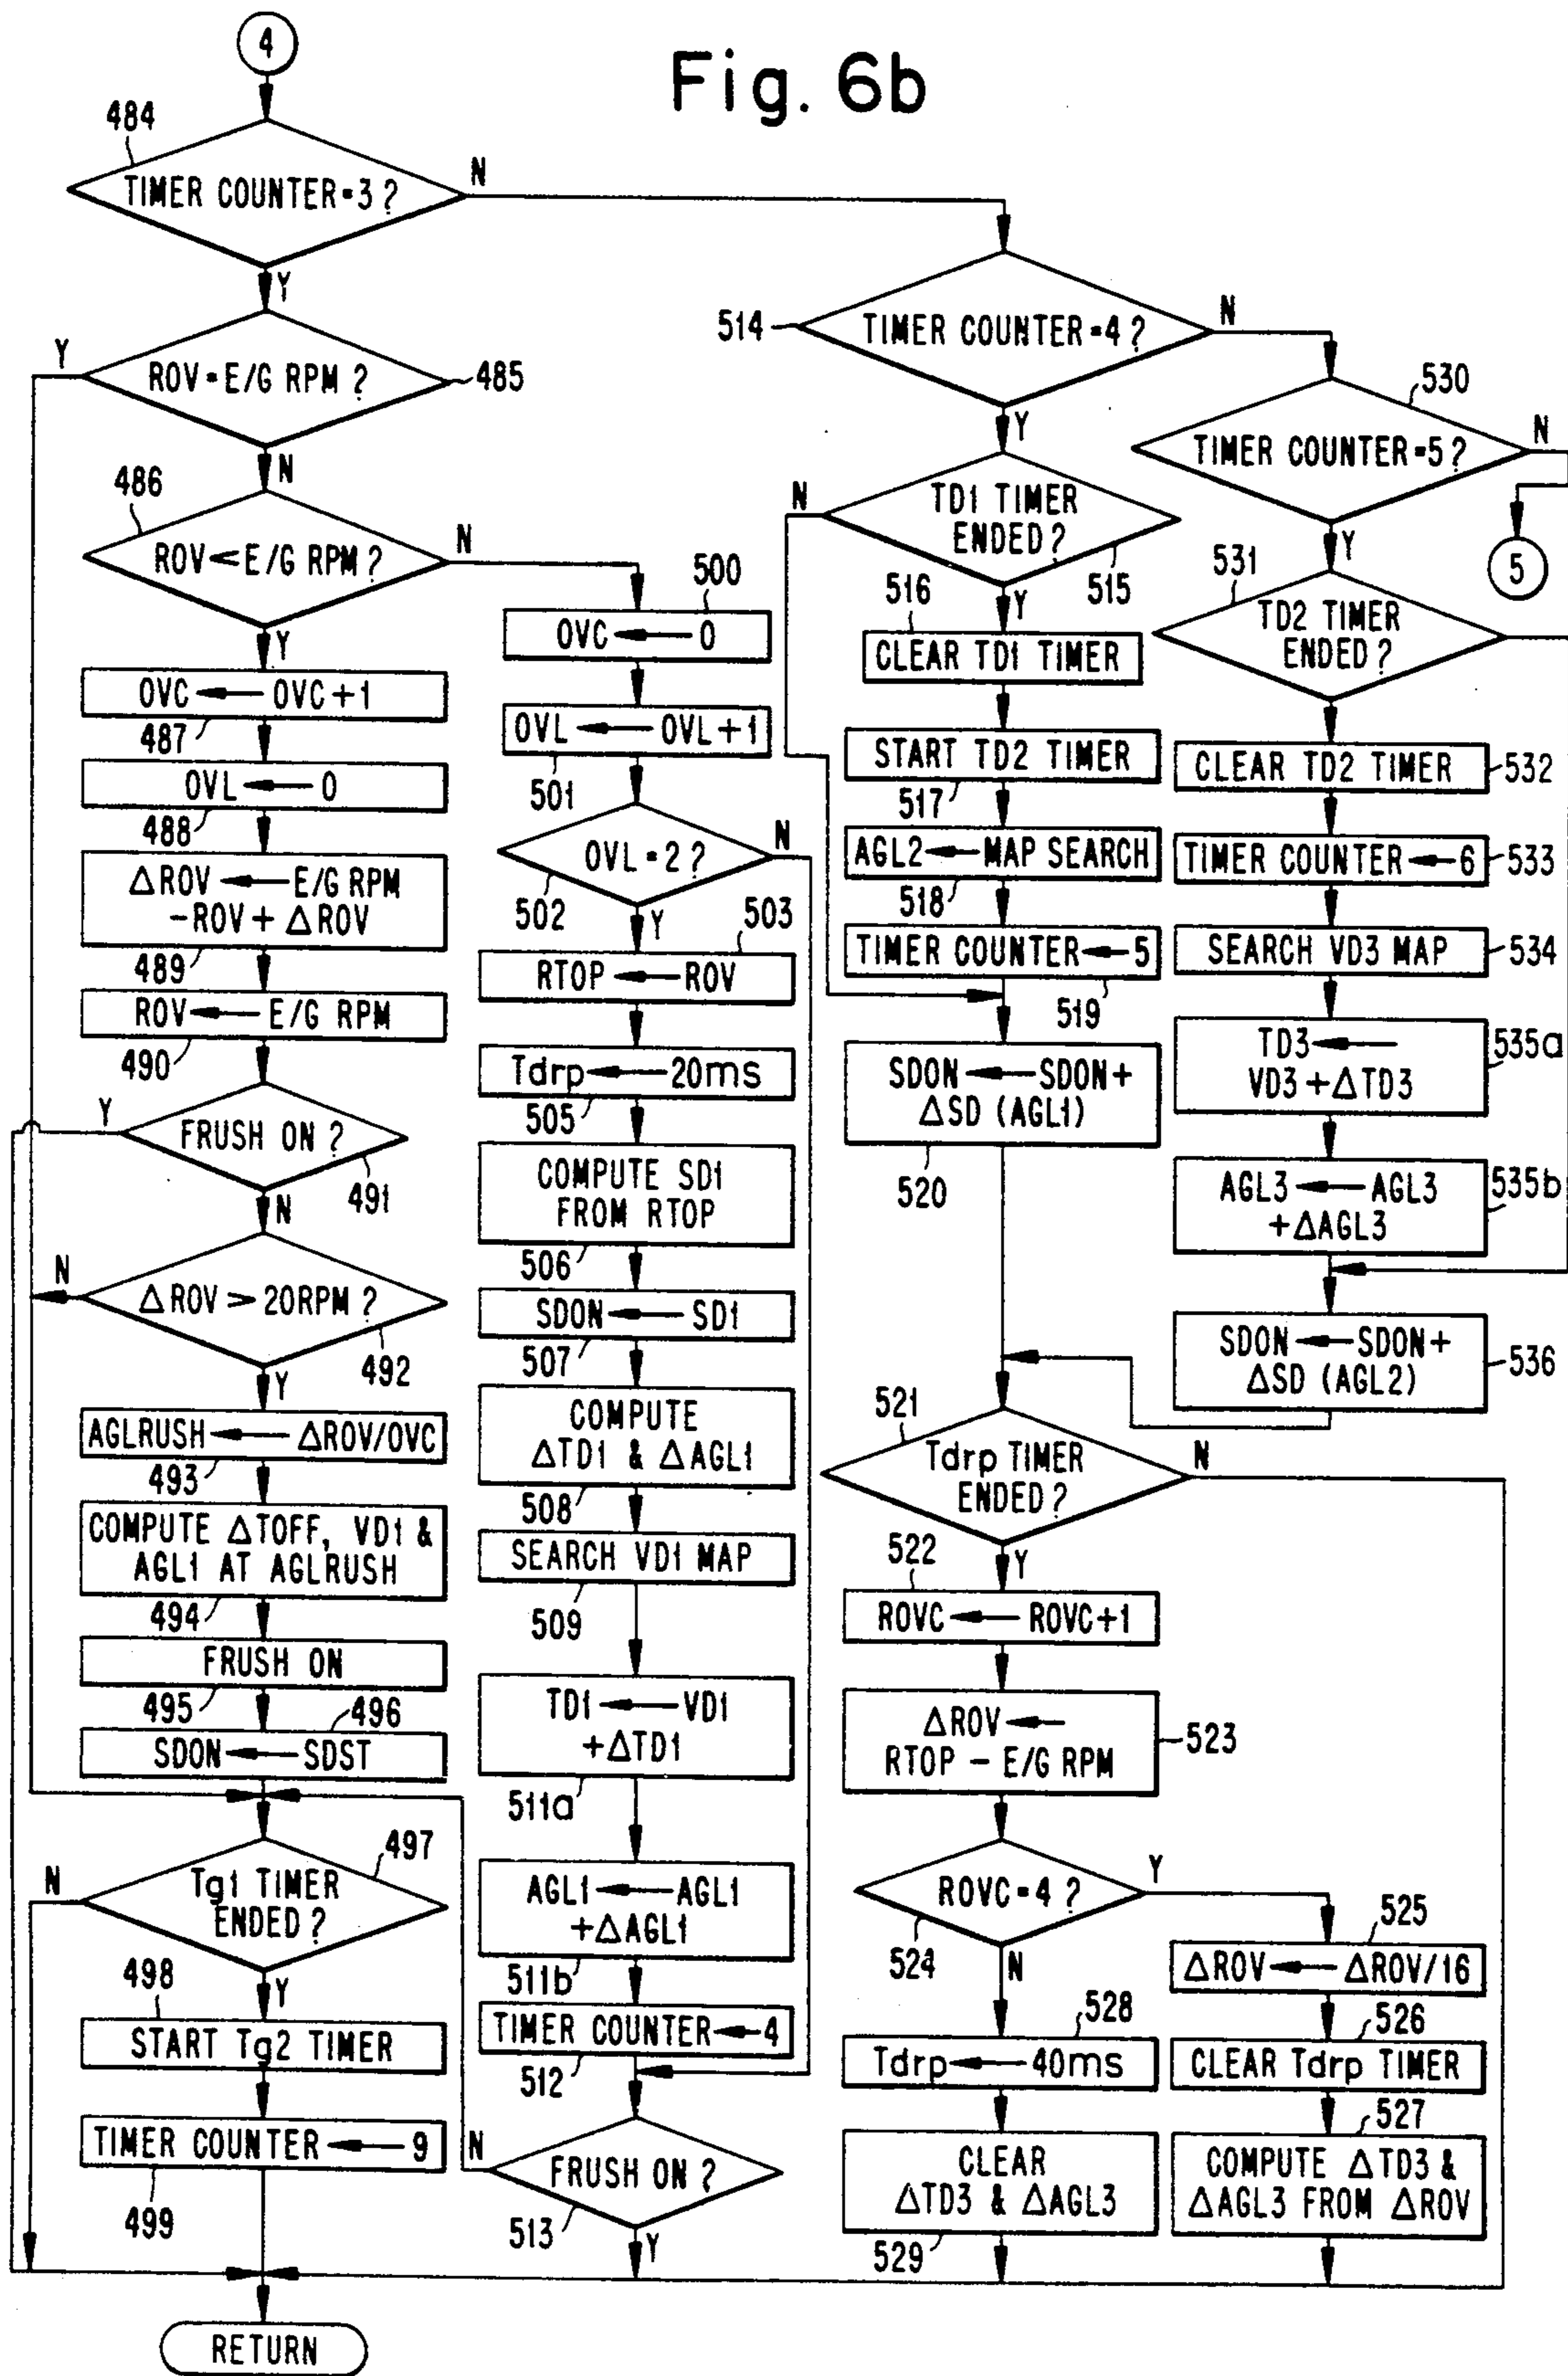 Fig. 6b
4
484
TIMER COUNTER=3?
N
Y
485
ROV=E/G RPM?
Y
N
486
ROV<E/G RPM?
N
Y
OVC ← OVC+1
487
OVL ← 0
488
ΔROV ← E/G RPM
-ROV + ΔROV
489
ROV ← E/G RPM
490
FRUSH ON?
Y
491
N
ΔROV > 20RPM?
N
492
Y
AGLRUSH ← ΔROV/OVC
493
COMPUTE ΔTOFF, VD1 &
AGL1 AT AGLRUSH
494
FRUSH ON
495
496
SDON ← SDST
497
Tg1 TIMER
ENDED?
N
498
Y
START Tg2 TIMER
TIMER COUNTER ← 9
499
RETURN
500
OVC ← 0
OVL ← OVL+1
501
OVL=2?
N
502
Y
503
RTOP ← ROV
Tdrp ← 20ms
505
COMPUTE SD1
FROM RTOP
506
SDON ← SD1
507
COMPUTE
ΔTD1 & ΔAGL1
508
SEARCH VD1 MAP
509
TD1 ← VD1
+ΔTD1
511a
AGL1 ← AGL1
+ΔAGL1
511b
TIMER COUNTER ← 4
512
FRUSH ON?
N
513
Y
514
TIMER COUNTER=4?
N
Y
TD1 TIMER
ENDED?
N
515
516
Y
CLEAR TD1 TIMER
START TD2 TIMER
517
AGL2 ← MAP SEARCH
518
TIMER COUNTER ← 5
519
SDON ← SDON+
ΔSD (AGL1)
520
521
Tdrp TIMER
ENDED?
N
522
Y
ROVC ← ROVC+1
ΔROV ←
RTOP - E/G RPM
523
ROVC=4?
Y
524
N
528
Tdrp ← 40ms
CLEAR
ΔTD3 & ΔAGL3
529
525
ΔROV ← ΔROV/16
526
CLEAR Tdrp TIMER
527
COMPUTE ΔTD3 &
ΔAGL3 FROM ΔROV
530
TIMER COUNTER=5?
N
5
Y
531
TD2 TIMER
ENDED?
CLEAR TD2 TIMER
532
TIMER COUNTER ← 6
533
SEARCH VD3 MAP
534
TD3 ←
VD3 + ΔTD3
535a
AGL3 ← AGL3
+ΔAGL3
535b
SDON ← SDON+
ΔSD (AGL2)
536